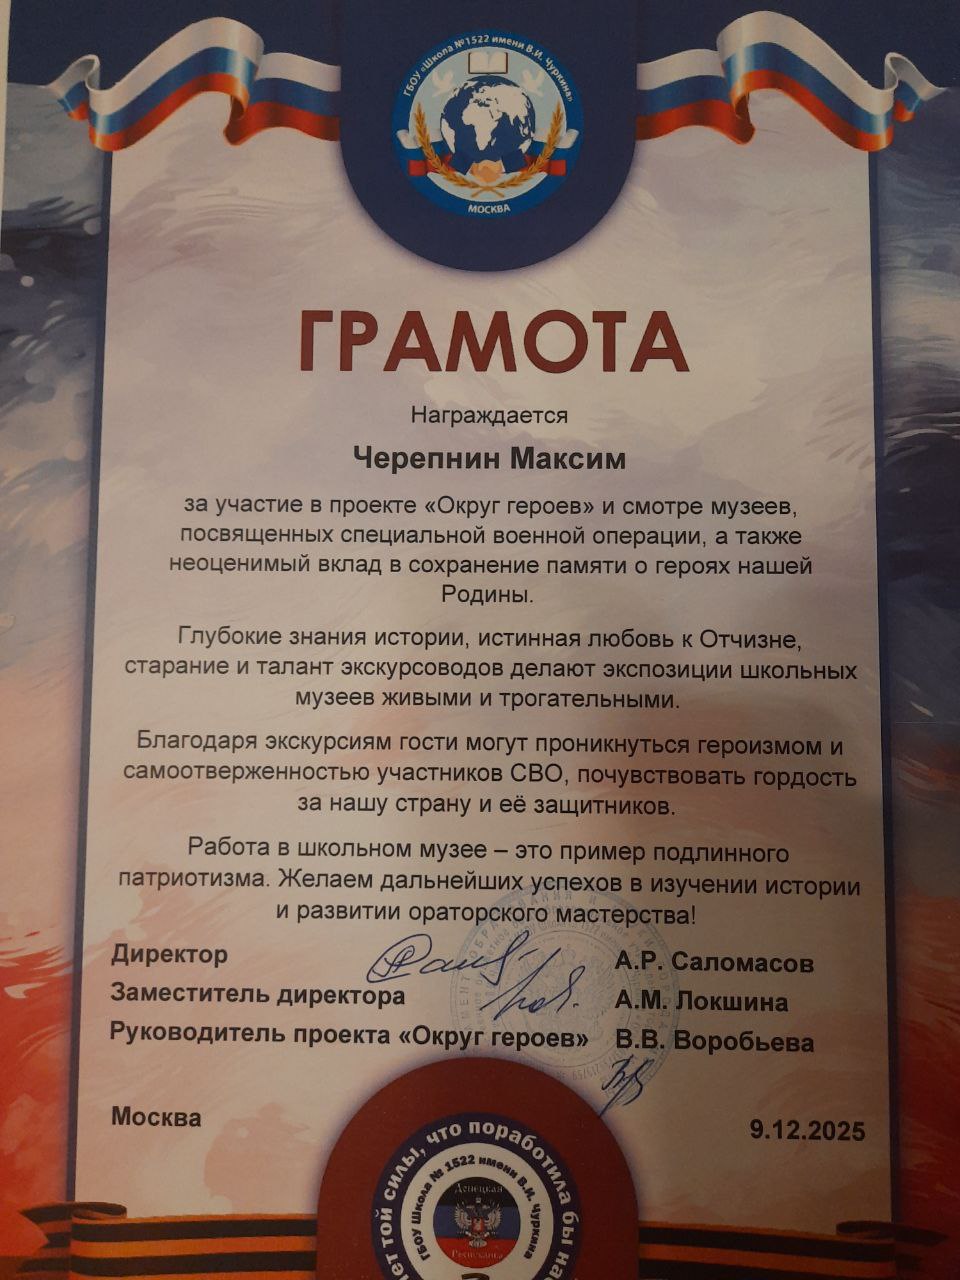 ГБОУ «Школа №1522 имени В.И. Чуркина»
МОСКВА
ГРАМОТА
Награждается
Черепнин Максим
за участие в проекте «Округ героев» и смотре музеев,
посвященных специальной военной операции, а также
неоценимый вклад в сохранение памяти о героях нашей
Родины.
Глубокие знания истории, истинная любовь к Отчизне,
старание и талант экскурсоводов делают экспозиции школьных
музеев живыми и трогательными.
Благодаря экскурсиям гости могут проникнуться героизмом и
самоотверженностью участников СВО, почувствовать гордость
за нашу страну и её защитников.
Работа в школьном музее – это пример подлинного
патриотизма. Желаем дальнейших успехов в изучении истории
и развитии ораторского мастерства!
Директор А.Р. Саломасов
Заместитель директора А.М. Локшина
Руководитель проекта «Округ героев» В.В. Воробьева
Москва 9.12.2025
той силы, что поработила бы нас
ГБОУ Школа № 1522 имени В.И. Чуркина
Донецкая
Республика